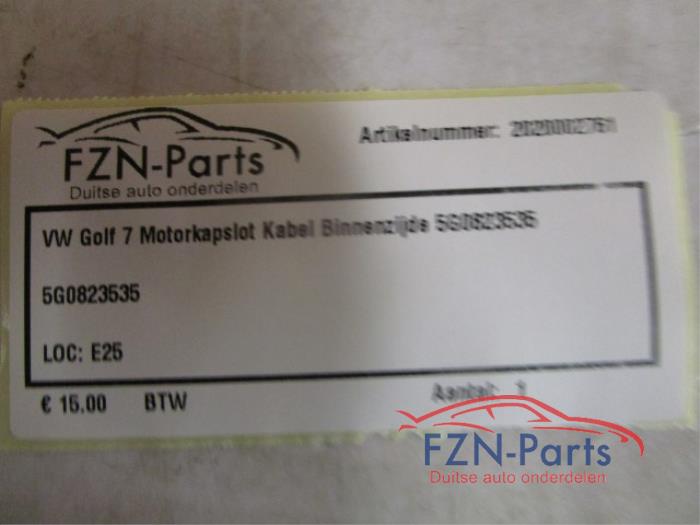 FZN-Parts
Duitse auto onderdelen
Artikelnummer: 2020002761
VW Golf 7 Motorkapslot Kabel Binnenzijde 5G0823535
5G0823535
LOC: E25
€ 15.00 BTW
Aantal: 1
FZN-Parts
Duitse auto onderdelen